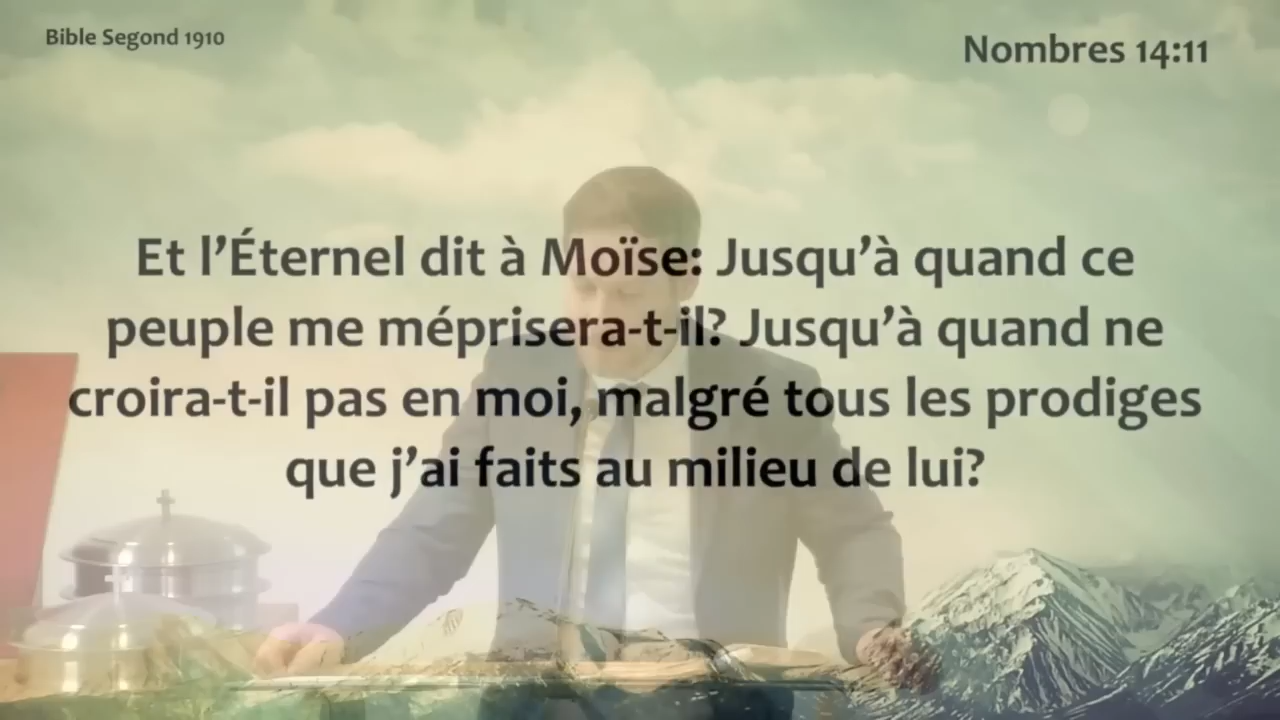 Bible Segond 1910
Nombres 14:11
Et l’Éternel dit à Moïse: Jusqu’à quand ce
peuple me méprisera-t-il? Jusqu’à quand ne
croira-t-il pas en moi, malgré tous les prodiges
que j’ai faits au milieu de lui?